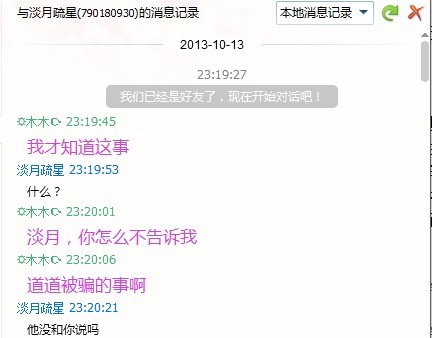 与淡月疏星(790180930)的消息记录
本地消息记录
2013-10-13
23:19:27
我们已经是好友了，现在开始对话吧！
木木 23:19:45
我才知道这事
淡月疏星 23:19:53
什么？
木木 23:20:01
淡月，你怎么不告诉我
木木 23:20:06
道道被骗的事啊
淡月疏星 23:20:21
他没和你说吗